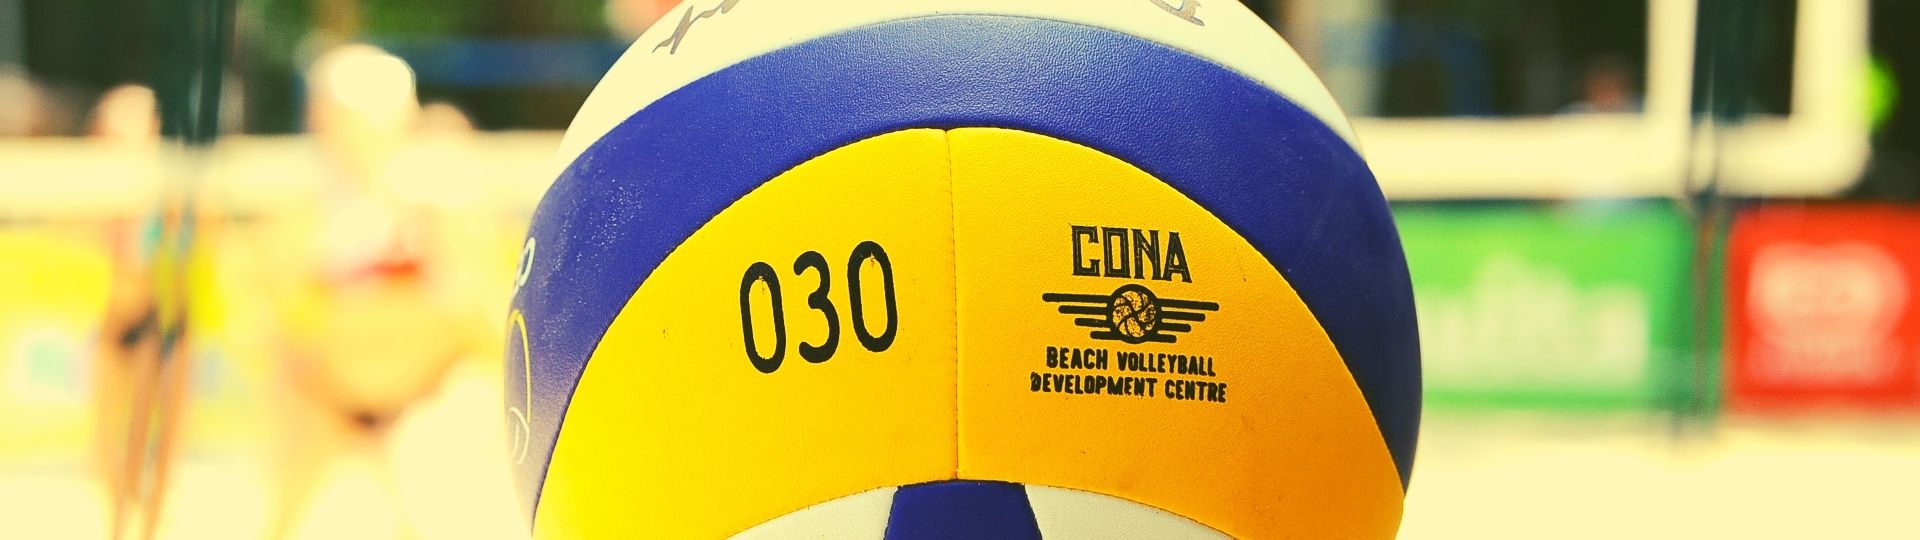 030
CONA
BEACH VOLLEYBALL
DEVELOPMENT CENTRE